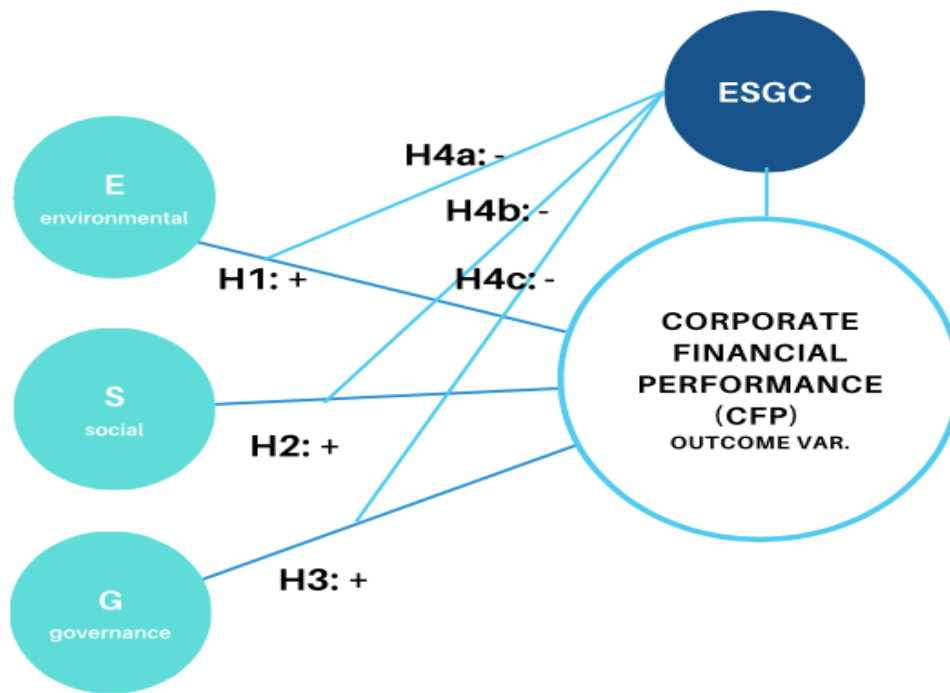 ESGC
H4a: -
E
environmental
H4b: -
H1: +
H4c: -
CORPORATE
FINANCIAL
PERFORMANCE
(CFP)
OUTCOME VAR.
S
social
H2: +
H3: +
G
governance